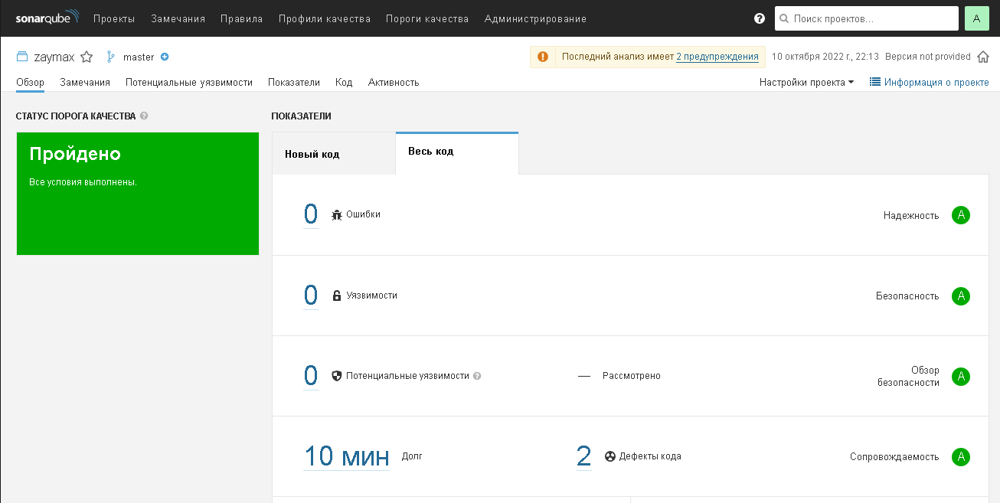 sonarqube Проекты Замечания Правила Профили качества Пороги качества Администрирование ? Поиск проектов... A
zaymax master Последний анализ имеет 2 предупреждения 10 октября 2022 г., 22:13 Версия not provided
Обзор Замечания Потенциальные уязвимости Показатели Код Активность Настройки проекта Информация о проекте
СТАТУС ПОРОГА КАЧЕСТВА ?
ПОКАЗАТЕЛИ
Пройдено
Все условия выполнены.
Новый код Весь код
0 Ошибки Надежность A
0 Уязвимости Безопасность A
0 Потенциальные уязвимости ? — Рассмотрено Обзор
безопасности A
10 мин Долг 2 Дефекты кода Сопровождаемость A